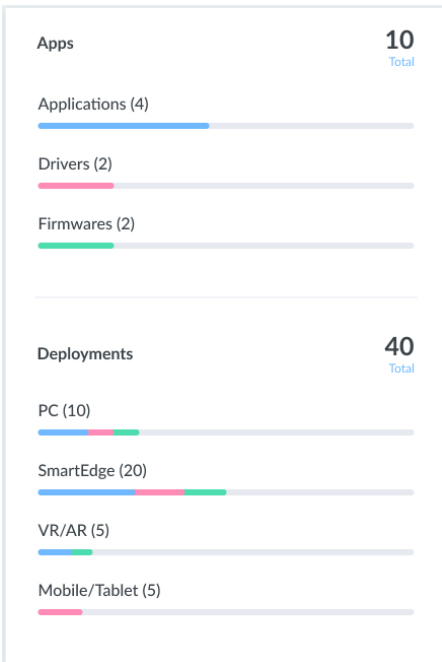 Apps
10
Total
Applications (4)
Drivers (2)
Firmwares (2)
Deployments
40
Total
PC (10)
SmartEdge (20)
VR/AR (5)
Mobile/Tablet (5)